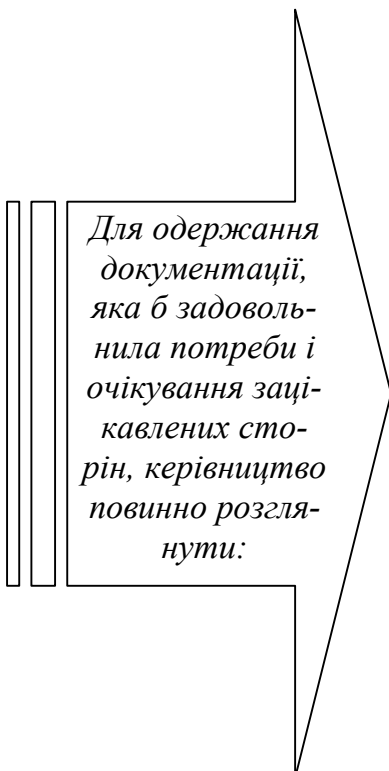 Для одержання
документації,
яка б задоволь-
нила потреби і
очікування заці-
кавлених сто-
рін, керівництво
повинно розгля-
нути: